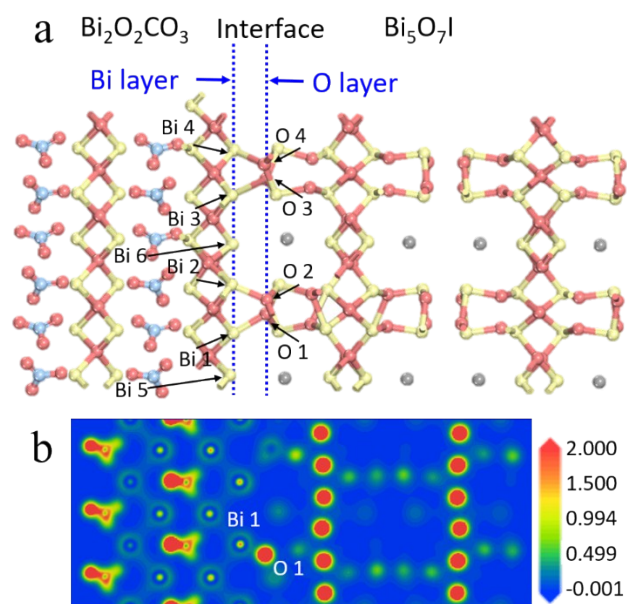 a
Bi₂O₂CO₃ Interface Bi₅O₇I
Bi layer O layer
Bi 4
O 4
Bi 3
O 3
Bi 6
Bi 2
O 2
Bi 1
O 1
Bi 5
b
Bi 1
O 1
2.000
1.500
0.994
0.499
-0.001